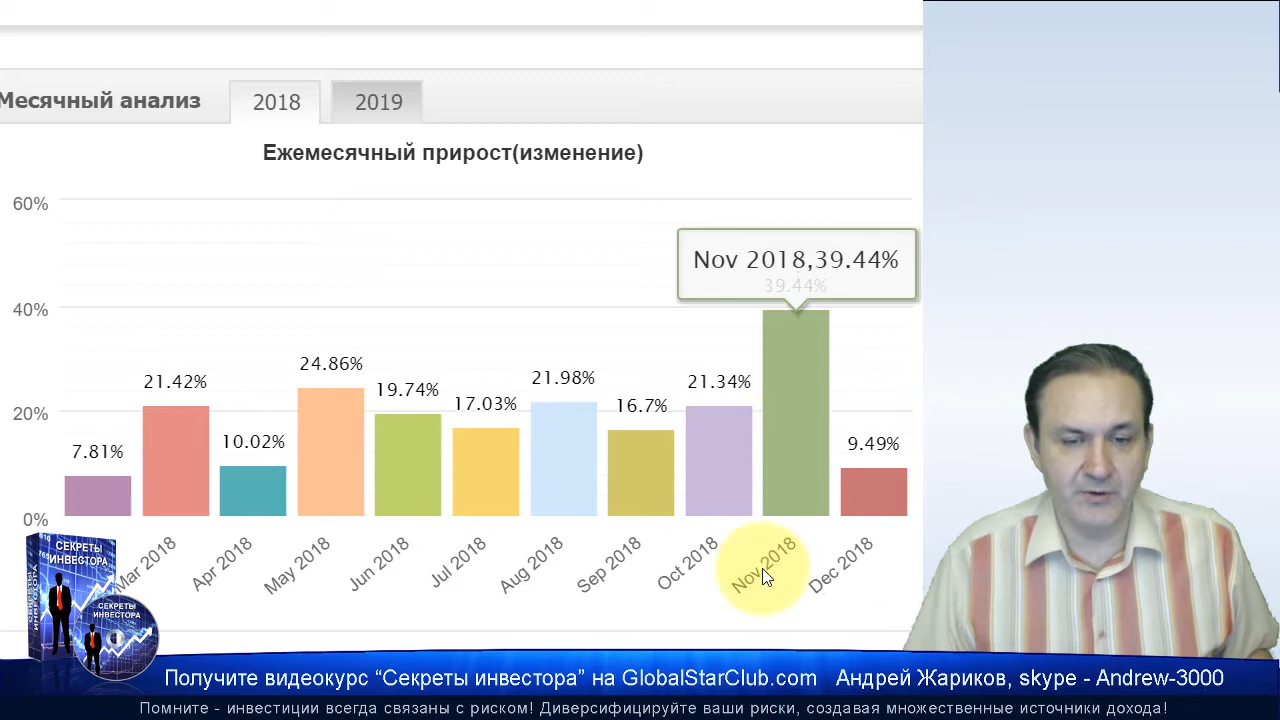 Месячный анализ
2018
2019
Ежемесячный прирост(изменение)
60%
40%
20%
0%
Nov 2018,39.44%
39.44%
7.81%
21.42%
10.02%
24.86%
19.74%
17.03%
21.98%
16.7%
21.34%
9.49%
Mar 2018
Apr 2018
May 2018
Jun 2018
Jul 2018
Aug 2018
Sep 2018
Oct 2018
Nov 2018
Dec 2018
СЕКРЕТЫ
ИНВЕСТОРА
СЕКРЕТЫ
ИНВЕСТОРА
Получите видеокурс “Секреты инвестора” на GlobalStarClub.com Андрей Жариков, skype - Andrew-3000
Помните - инвестиции всегда связаны с риском! Диверсифицируйте ваши риски, создавая множественные источники дохода!